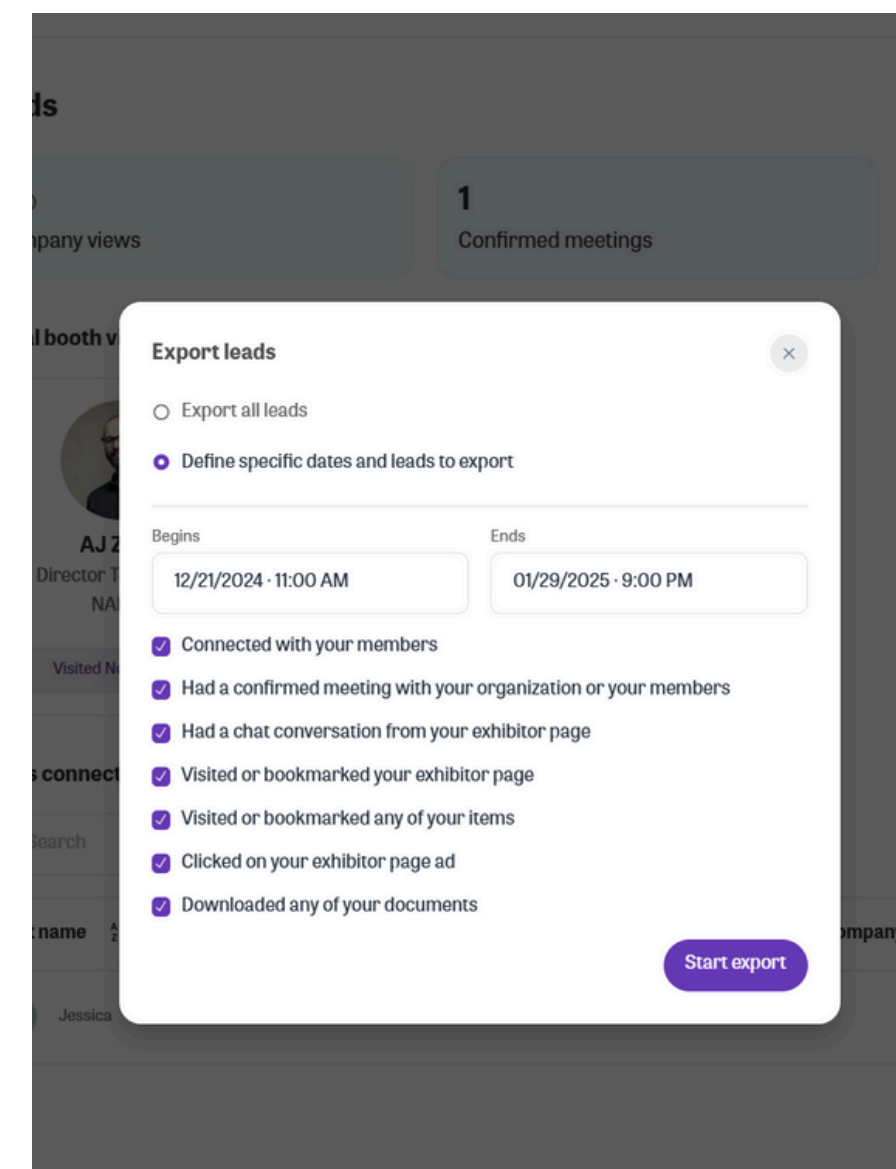 ds
1
mpany views
Confirmed meetings
l booth vi
Export leads
Export all leads
Define specific dates and leads to export
Begins
Ends
12/21/2024 · 11:00 AM
01/29/2025 · 9:00 PM
AJ Z
Director T
NA
Visited N
Connected with your members
Had a confirmed meeting with your organization or your members
Had a chat conversation from your exhibitor page
Visited or bookmarked your exhibitor page
s connect
Visited or bookmarked any of your items
Search
Clicked on your exhibitor page ad
Downloaded any of your documents
t name
A
Z
ompany
Start export
Jessica